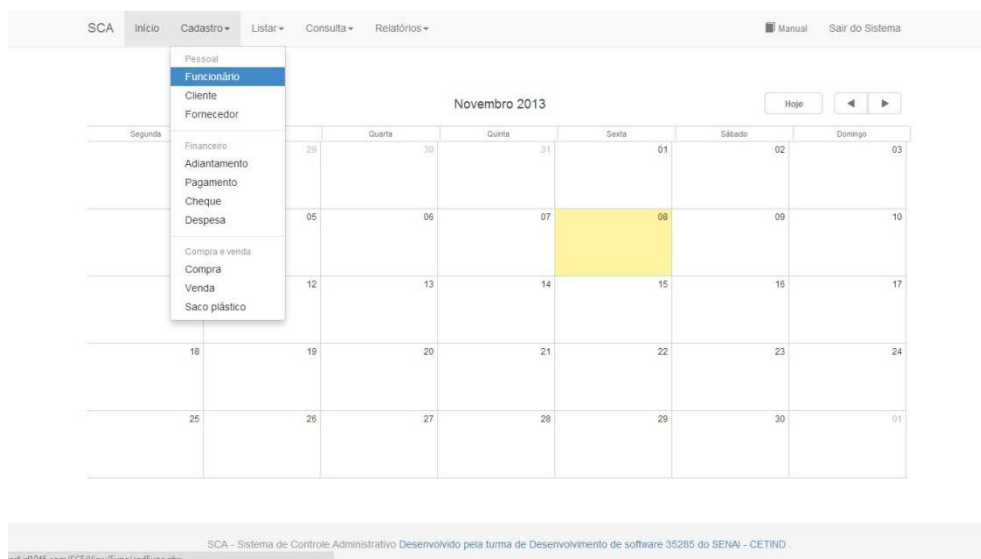 SCA Início Cadastro Listar Consulta Relatórios Manual Sair do Sistema
Pessoal
Funcionário
Cliente
Fornecedor
Financeiro
Adiantamento
Pagamento
Cheque
Despesa
Compra e venda
Compra
Venda
Saco plástico
Novembro 2013
Hoje
Segunda Quarta Quinta Sexta Sábado Domingo
29 30 31 01 02 03
05 06 07 08 09 10
12 13 14 15 16 17
18 19 20 21 22 23 24
25 26 27 28 29 30 01
SCA - Sistema de Controle Administrativo Desenvolvido pela turma de Desenvolvimento de software 35285 do SENAI - CETIND .